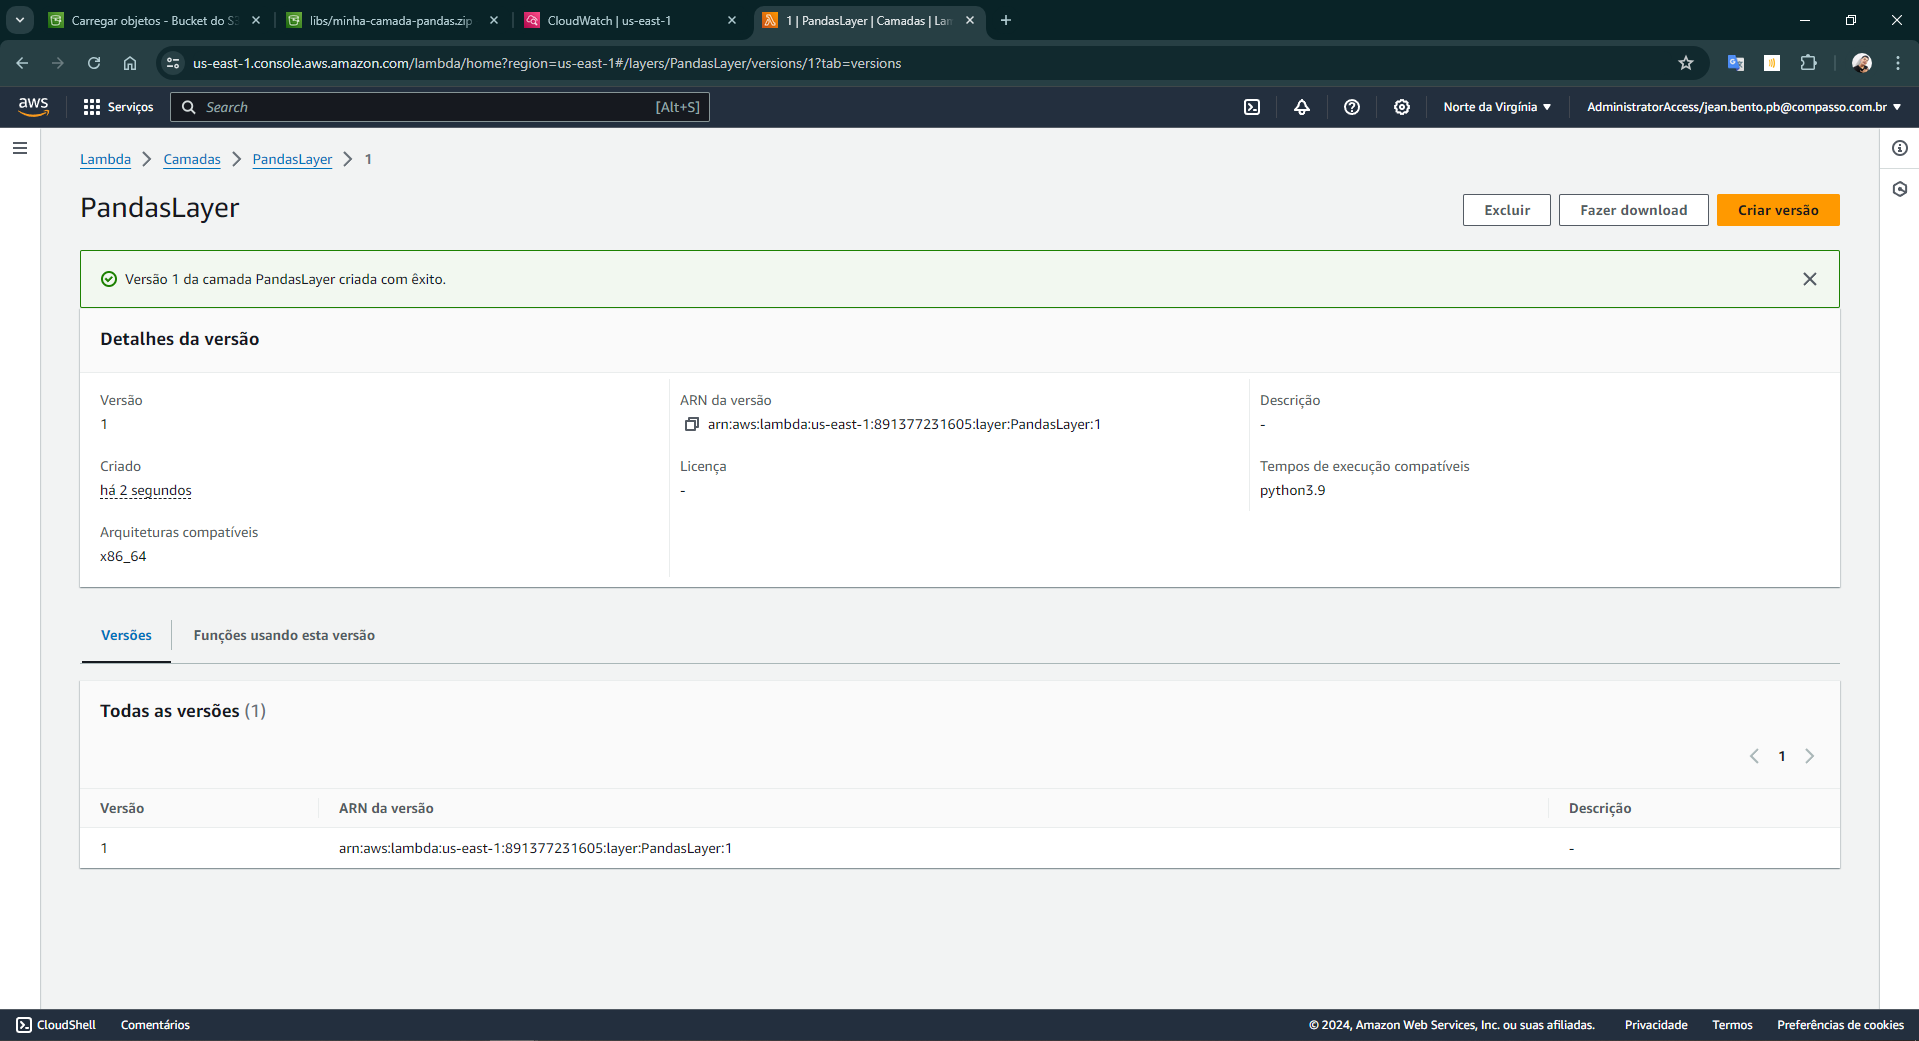 Carregar objetos - Bucket do S3
libs/minha-camada-pandas.zip
CloudWatch | us-east-1
1 | PandasLayer | Camadas | Lam
us-east-1.console.aws.amazon.com/lambda/home?region=us-east-1#/layers/PandasLayer/versions/1?tab=versions
aws
Serviços
Search
[Alt+S]
Norte da Virgínia
AdministratorAccess/jean.bento.pb@compasso.com.br
Lambda
Camadas
PandasLayer
1
PandasLayer
Excluir
Fazer download
Criar versão
Versão 1 da camada PandasLayer criada com êxito.
Detalhes da versão
Versão
1
ARN da versão
arn:aws:lambda:us-east-1:891377231605:layer:PandasLayer:1
Descrição
-
Criado
há 2 segundos
Licença
-
Tempos de execução compatíveis
python3.9
Arquiteturas compatíveis
x86_64
Versões
Funções usando esta versão
Todas as versões (1)
1
Versão
ARN da versão
Descrição
1
arn:aws:lambda:us-east-1:891377231605:layer:PandasLayer:1
-
CloudShell
Comentários
© 2024, Amazon Web Services, Inc. ou suas afiliadas.
Privacidade
Termos
Preferências de cookies